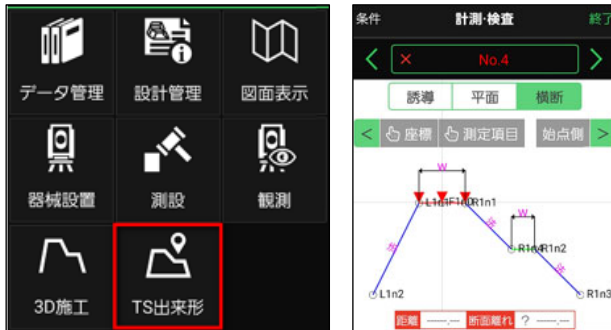 データ管理
設計管理
図面表示
器械設置
測設
観測
3D施工
TS出来形
条件
計測·検査
終了
No.4
誘導
平面
横断
座標
測定項目
始点側
W
W
R1n1
R1n2
L1n2
R1n3
距離
断面離れ
?